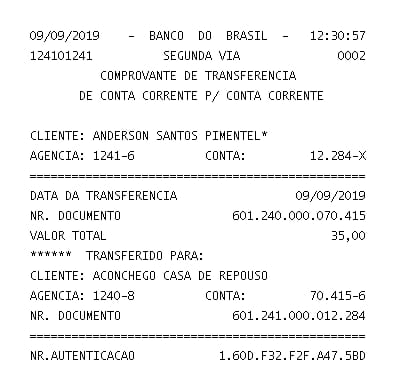 09/09/2019 - BANCO DO BRASIL - 12:30:57
124101241 SEGUNDA VIA 0002
COMPROVANTE DE TRANSFERENCIA
DE CONTA CORRENTE P/ CONTA CORRENTE
CLIENTE: ANDERSON SANTOS PIMENTEL*
AGENCIA: 1241-6 CONTA: 12.284-X
================================================
DATA DA TRANSFERENCIA 09/09/2019
NR. DOCUMENTO 601.240.000.070.415
VALOR TOTAL 35,00
****** TRANSFERIDO PARA:
CLIENTE: ACONCHEGO CASA DE REPOUSO
AGENCIA: 1240-8 CONTA: 70.415-6
NR. DOCUMENTO 601.241.000.012.284
================================================
NR.AUTENTICACAO 1.60D.F32.F2F.A47.5BD